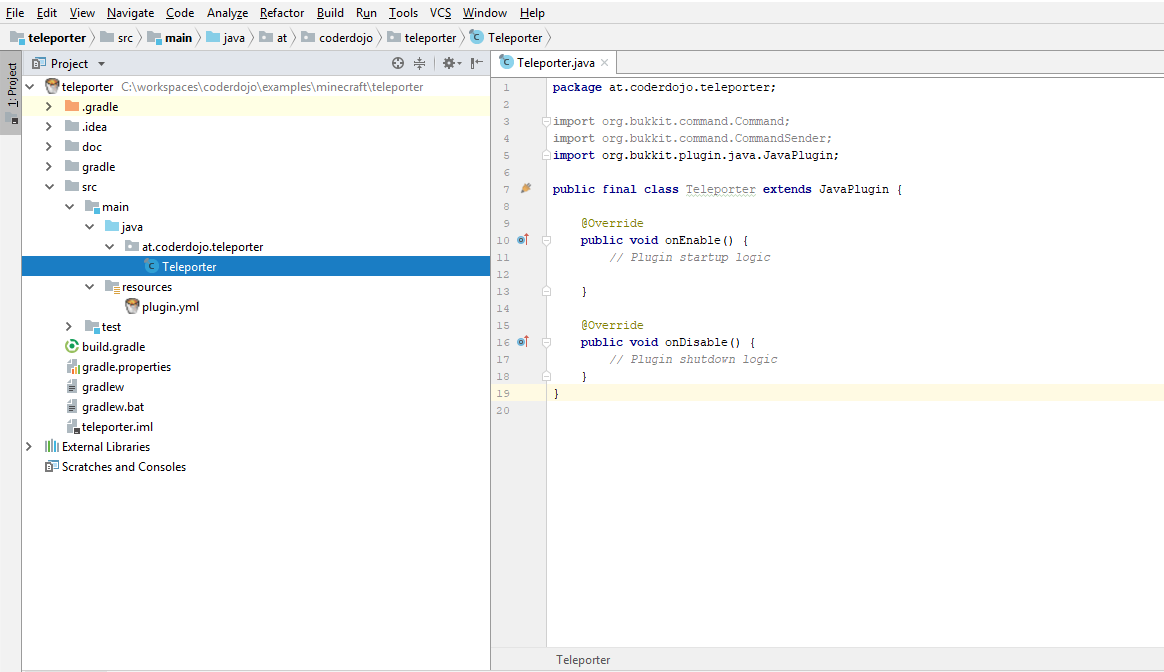 File Edit View Navigate Code Analyze Refactor Build Run Tools VCS Window Help
teleporter src main java at coderdojo teleporter Teleporter
1: Project
Project
teleporter C:\workspaces\coderdojo\examples\minecraft\teleporter
.gradle
.idea
doc
gradle
src
main
java
at.coderdojo.teleporter
Teleporter
resources
plugin.yml
test
build.gradle
gradle.properties
gradlew
gradlew.bat
teleporter.iml
External Libraries
Scratches and Consoles
Teleporter.java
1 package at.coderdojo.teleporter;
2
3 import org.bukkit.command.Command;
4 import org.bukkit.command.CommandSender;
5 import org.bukkit.plugin.java.JavaPlugin;
6
7 public final class Teleporter extends JavaPlugin {
8
9 @Override
10 public void onEnable() {
11 // Plugin startup logic
12
13 }
14
15 @Override
16 public void onDisable() {
17 // Plugin shutdown logic
18 }
19 }
20
Teleporter